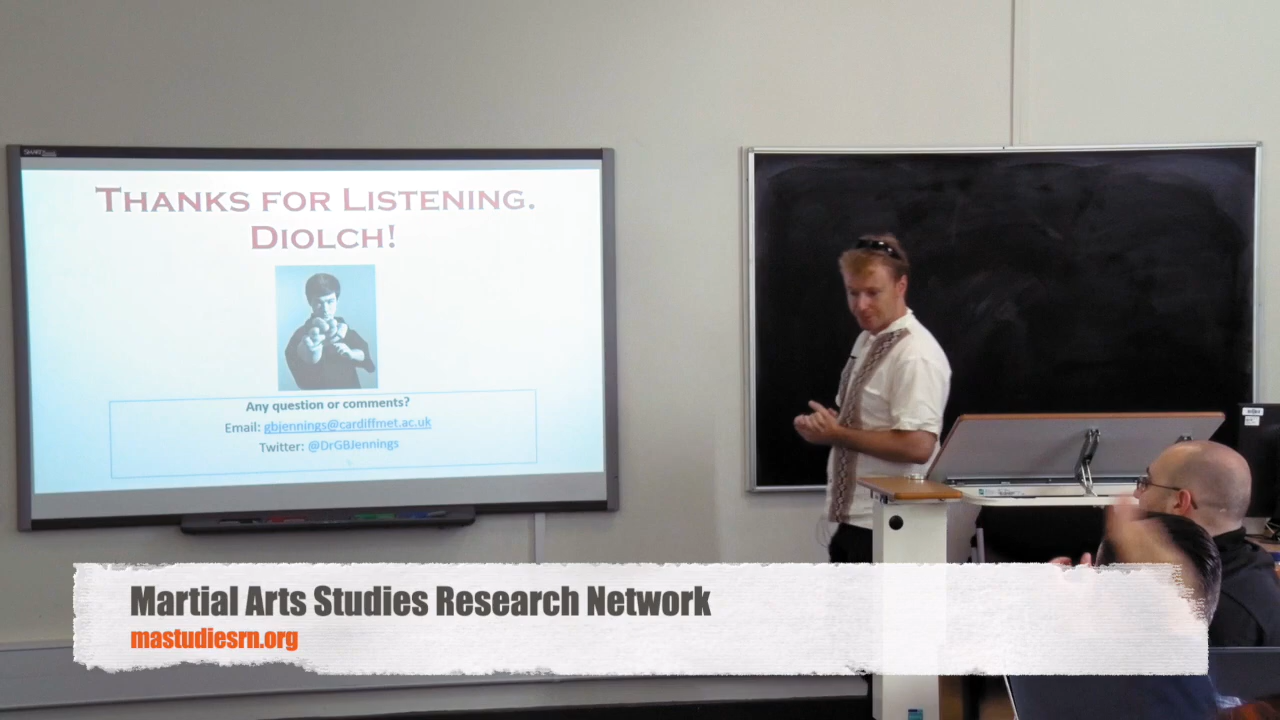 THANKS FOR LISTENING.
DIOLCH!
Any question or comments?
Email: gbjennings@cardiffmet.ac.uk
Twitter: @DrGBJennings
Martial Arts Studies Research Network
mastudiesrn.org